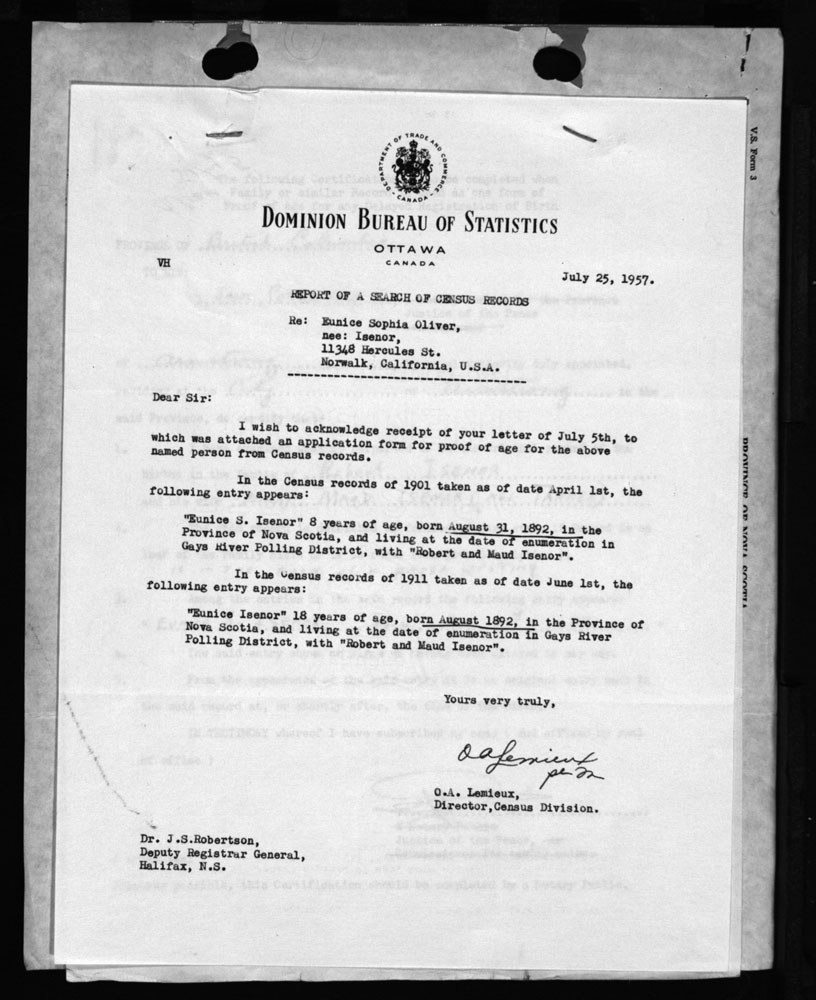 DEPARTMENT OF TRADE AND COMMERCE
CANADA
DOMINION BUREAU OF STATISTICS
OTTAWA
CANADA
VH
July 25, 1957.
REPORT OF A SEARCH OF CENSUS RECORDS
Re: Eunice Sophia Oliver,
nee: Isenor,
11348 Hercules St.
Norwalk, California, U.S.A.
Dear Sir:
I wish to acknowledge receipt of your letter of July 5th, to
which was attached an application form for proof of age for the above
named person from Census records.
In the Census records of 1901 taken as of date April 1st, the
following entry appears:
"Eunice S. Isenor" 8 years of age, born August 31, 1892, in the
Province of Nova Scotia, and living at the date of enumeration in
Gays River Polling District, with "Robert and Maud Isenor".
In the Census records of 1911 taken as of date June 1st, the
following entry appears:
"Eunice Isenor" 18 years of age, born August 1892, in the Province of
Nova Scotia, and living at the date of enumeration in Gays River
Polling District, with "Robert and Maud Isenor".
Yours very truly,
O A Lemieux
per
O.A. Lemieux,
Director,Census Division.
Dr. J.S.Robertson,
Deputy Registrar General,
Halifax, N.S.
V.S. Form 3
PROVINCE OF NOVA SCOTIA